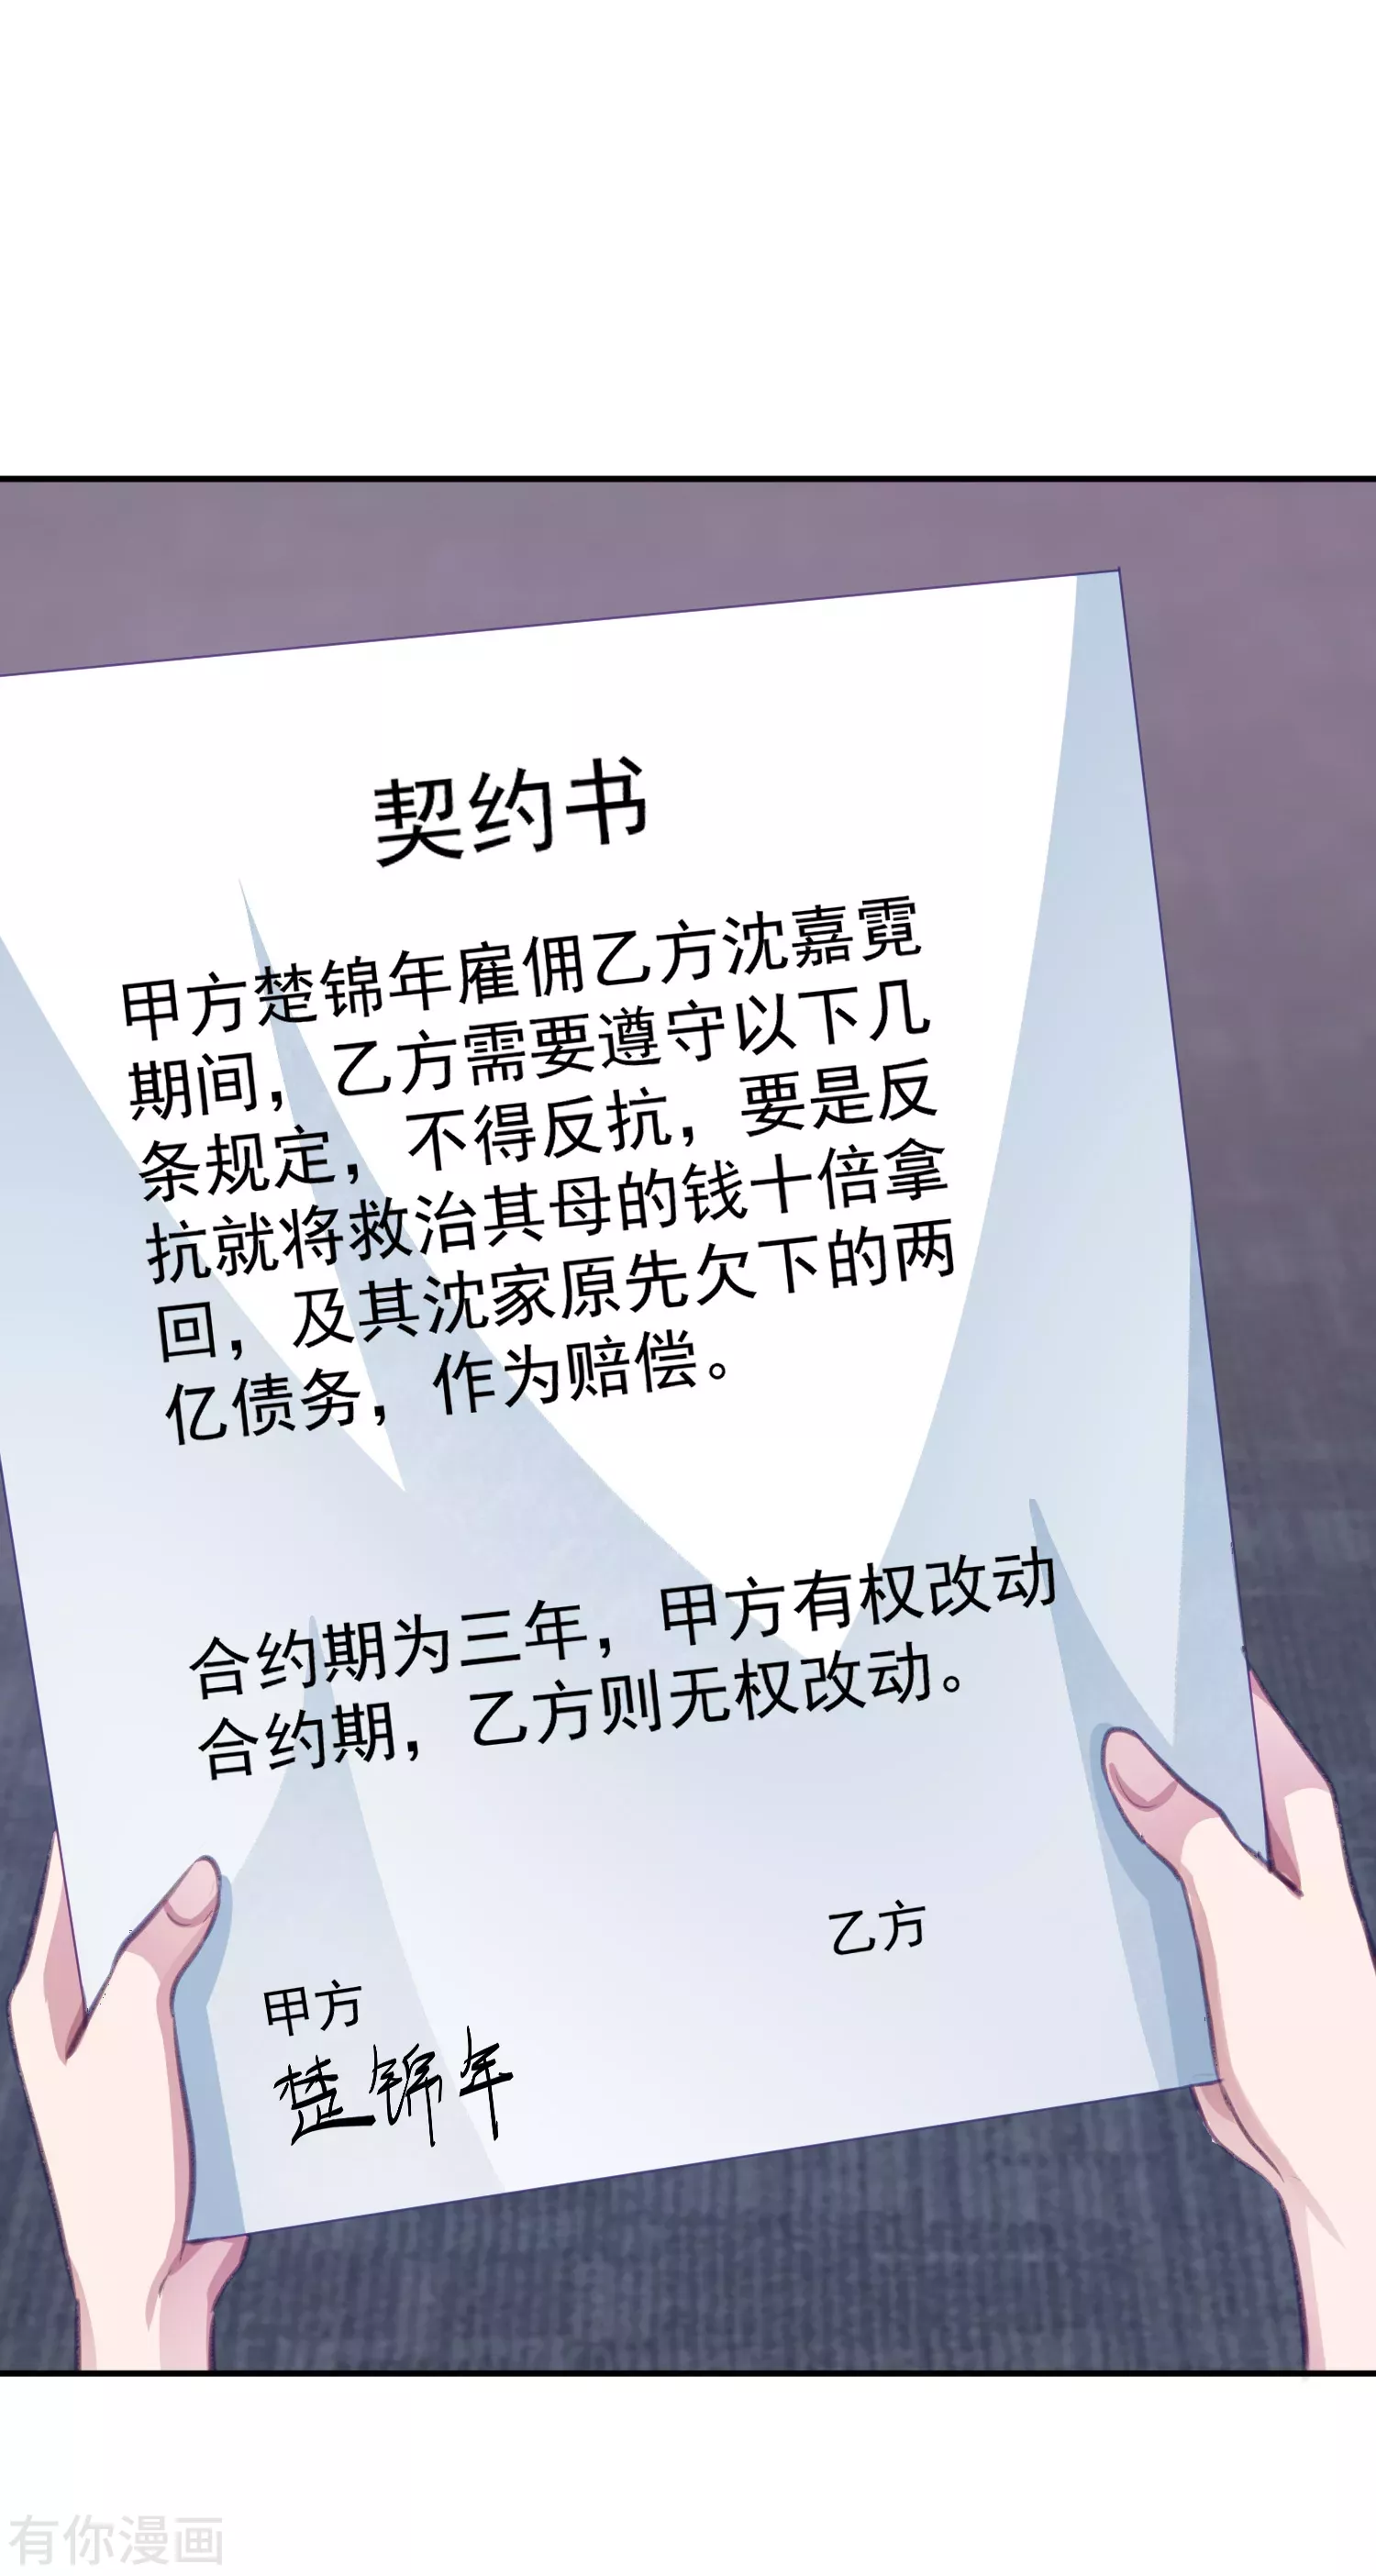 契约书
甲方楚锦年雇佣乙方沈嘉霓
期间，乙方需要遵守以下几
条规定，不得反抗，要是反
抗就将救治其母的钱十倍拿
回，及其沈家原先欠下的两
亿债务，作为赔偿。
合约期为三年，甲方有权改动
合约期，乙方则无权改动。
乙方
甲方
楚锦年
有你漫画